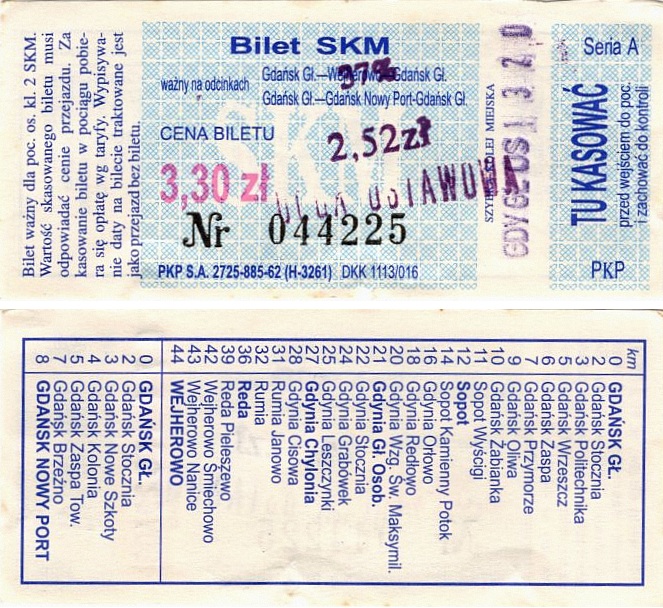 Bilet ważny dla poc. os. kl. 2 SKM.
Wartość skasowanego biletu musi
odpowiadać cenie przejazdu. Za
kasowanie biletu w pociągu pobie-
ra się opłatę wg taryfy. Wypisywa-
nie daty na bilecie traktowane jest
jako przejazd bez biletu.
Bilet SKM
ważny na odcinkach
Gdańsk Gł.—Wejherowo-Gdańsk Gł.
Gdańsk Gł.—Gdańsk Nowy Port-Gdańsk Gł.
37%
CENA BILETU
2,52zł
3,30 zł
ULGA USTAWOWA
Nr 044225
PKP S.A. 2725-885-62 (H-3261) DKK 1113/016
MIEJSKA
Seria A
TU KASOWAĆ
przed wejściem do poc.
i zachować do kontroli
PKP
km
0 GDAŃSK GŁ.
2 Gdańsk Stocznia
3 Gdańsk Politechnika
5 Gdańsk Wrzeszcz
6 Gdańsk Zaspa
7 Gdańsk Przymorze
9 Gdańsk Oliwa
10 Gdańsk Żabianka
11 Sopot Wyścigi
12 Sopot
14 Sopot Kamienny Potok
16 Gdynia Orłowo
18 Gdynia Redłowo
20 Gdynia Wzg. Św. Maksymil.
21 Gdynia Gł. Osob.
22 Gdynia Stocznia
24 Gdynia Grabówek
25 Gdynia Leszczynki
27 Gdynia Chylonia
28 Gdynia Cisowa
31 Rumia Janowo
32 Rumia
36 Reda
39 Reda Pieleszewo
42 Wejherowo Śmiechowo
43 Wejherowo Nanice
44 WEJHEROWO
0 GDAŃSK GŁ.
2 Gdańsk Stocznia
3 Gdańsk Nowe Szkoty
4 Gdańsk Kolonia
5 Gdańsk Zaspa Tow.
7 Gdańsk Brzeźno
8 GDAŃSK NOWY PORT